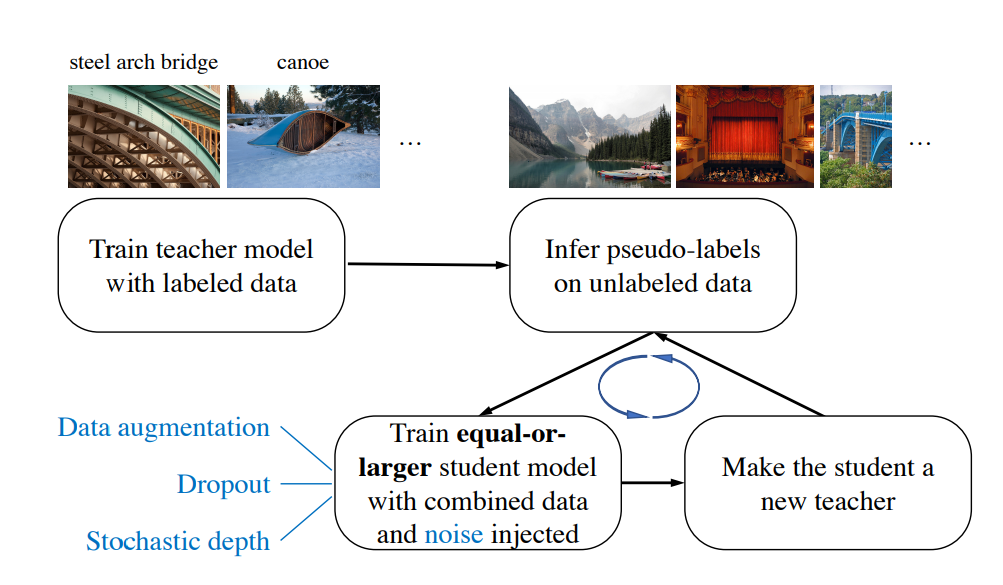 steel arch bridge
canoe
...
...
Train teacher model
with labeled data
Infer pseudo-labels
on unlabeled data
Data augmentation
Dropout
Stochastic depth
Train equal-or-
larger student model
with combined data
and noise injected
Make the student a
new teacher